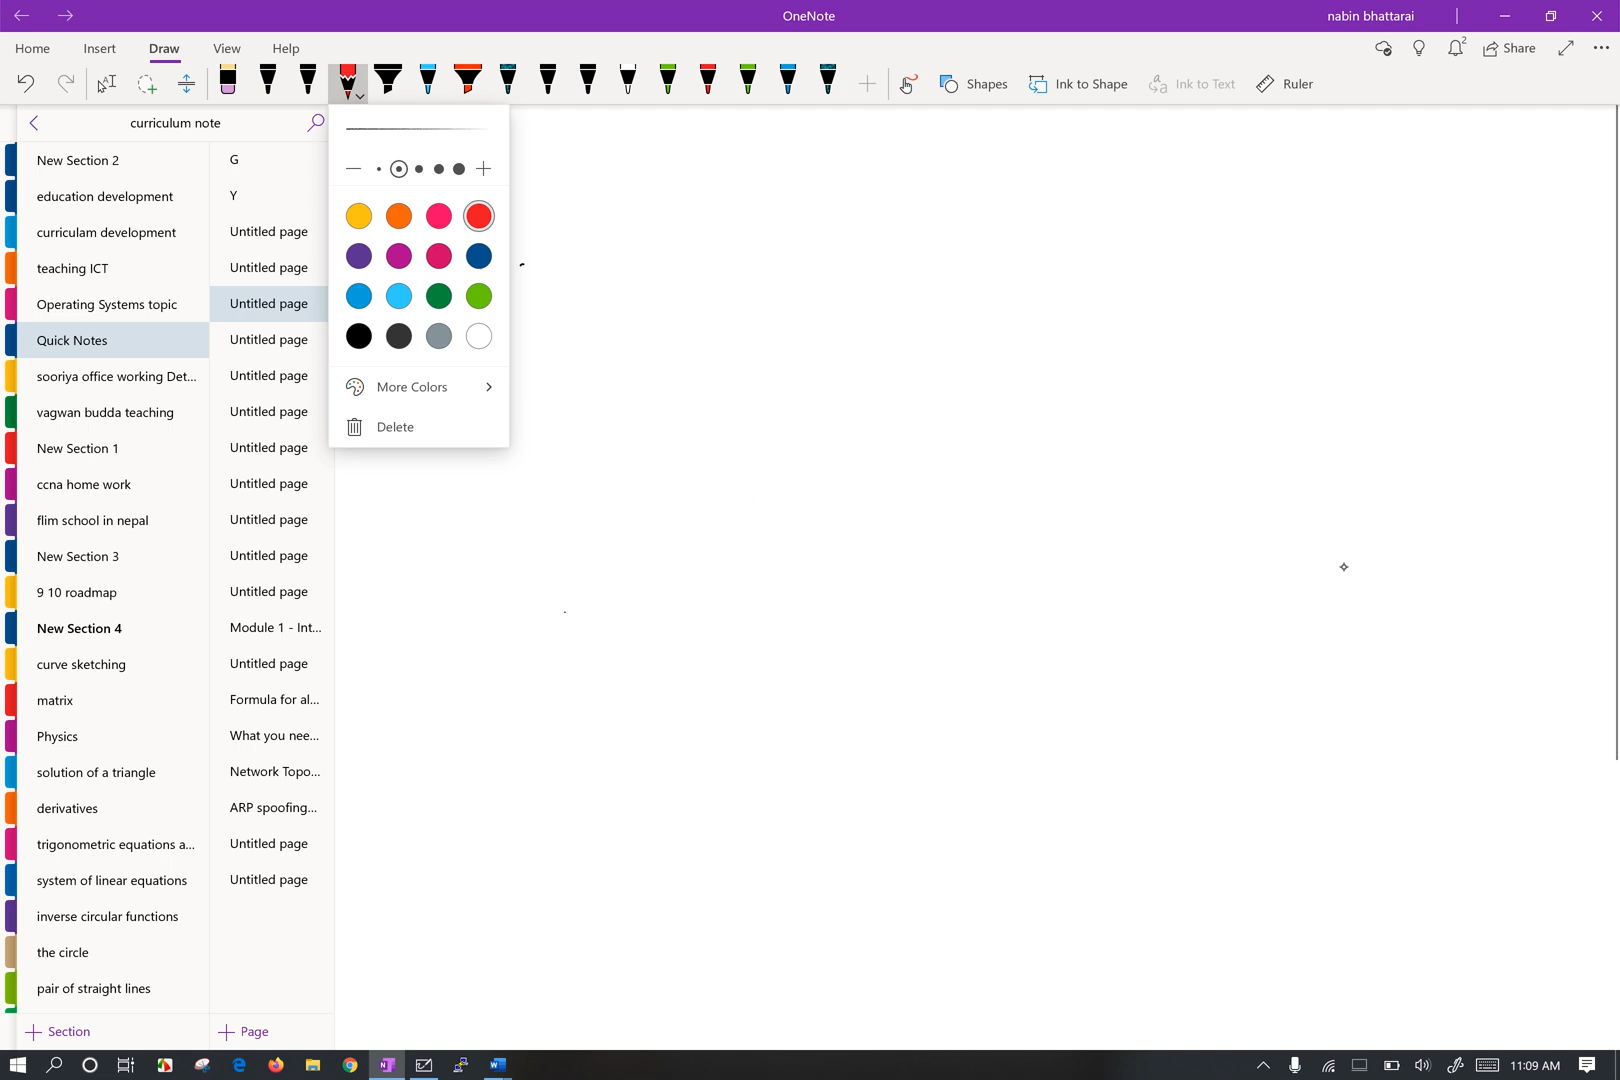 OneNote
nabin bhattarai
Home Insert Draw View Help
2
Share
Shapes
Ink to Shape
Ink to Text
Ruler
curriculum note
New Section 2
education development
curriculam development
teaching ICT
Operating Systems topic
Quick Notes
sooriya office working Det...
vagwan budda teaching
New Section 1
ccna home work
flim school in nepal
New Section 3
9 10 roadmap
New Section 4
curve sketching
matrix
Physics
solution of a triangle
derivatives
trigonometric equations a...
system of linear equations
inverse circular functions
the circle
pair of straight lines
Section
G
Y
Untitled page
Untitled page
Untitled page
Untitled page
Untitled page
Untitled page
Untitled page
Untitled page
Untitled page
Untitled page
Untitled page
Module 1 - Int...
Untitled page
Formula for al...
What you nee...
Network Topo...
ARP spoofing...
Untitled page
Untitled page
Page
More Colors
Delete
11:09 AM